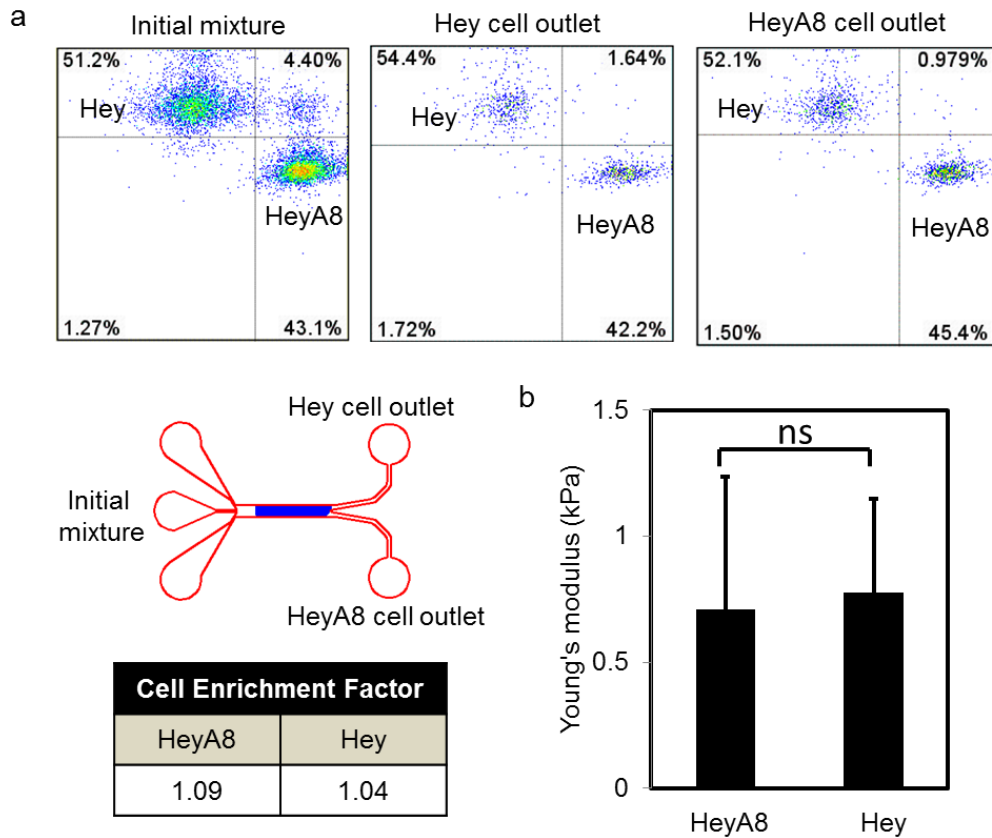 a
Initial mixture
51.2% 4.40%
Hey
HeyA8
1.27% 43.1%
Hey cell outlet
54.4% 1.64%
Hey
HeyA8
1.72% 42.2%
HeyA8 cell outlet
52.1% 0.979%
Hey
HeyA8
1.50% 45.4%
Hey cell outlet
Initial
mixture
HeyA8 cell outlet
Cell Enrichment Factor
HeyA8 Hey
1.09 1.04
b
Young's modulus (kPa)
1.5
1
0.5
0
ns
HeyA8 Hey